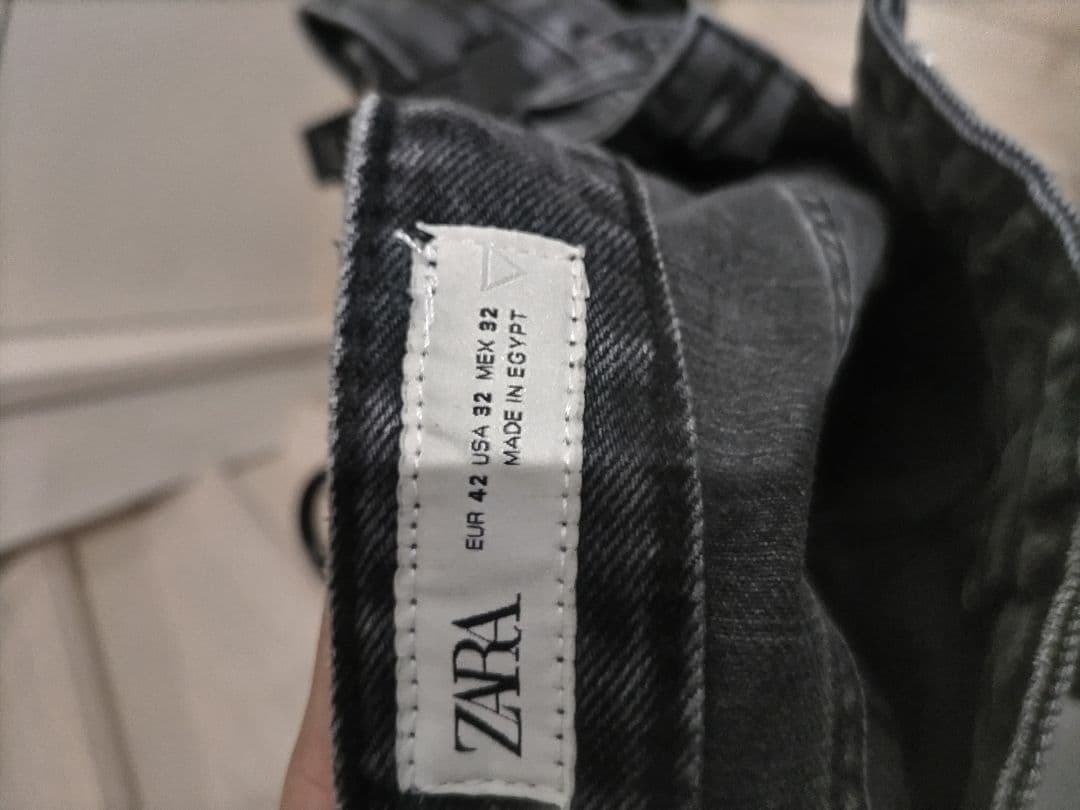 ZARA
EUR 42 USA 32 MEX 32
MADE IN EGYPT